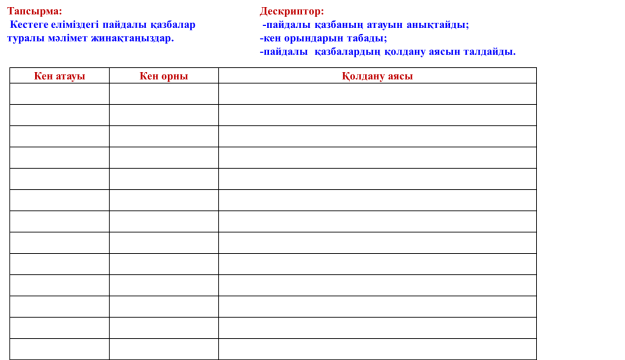 Тапсырма:
Кестеге еліміздегі пайдалы қазбалар
туралы мәлімет жинақтаңыздар.
Дескриптор:
-пайдалы қазбаның атауын анықтайды;
-кен орындарын табады;
-пайдалы қазбалардың қолдану аясын талдайды.
Кен атауы Кен орны Қолдану аясы